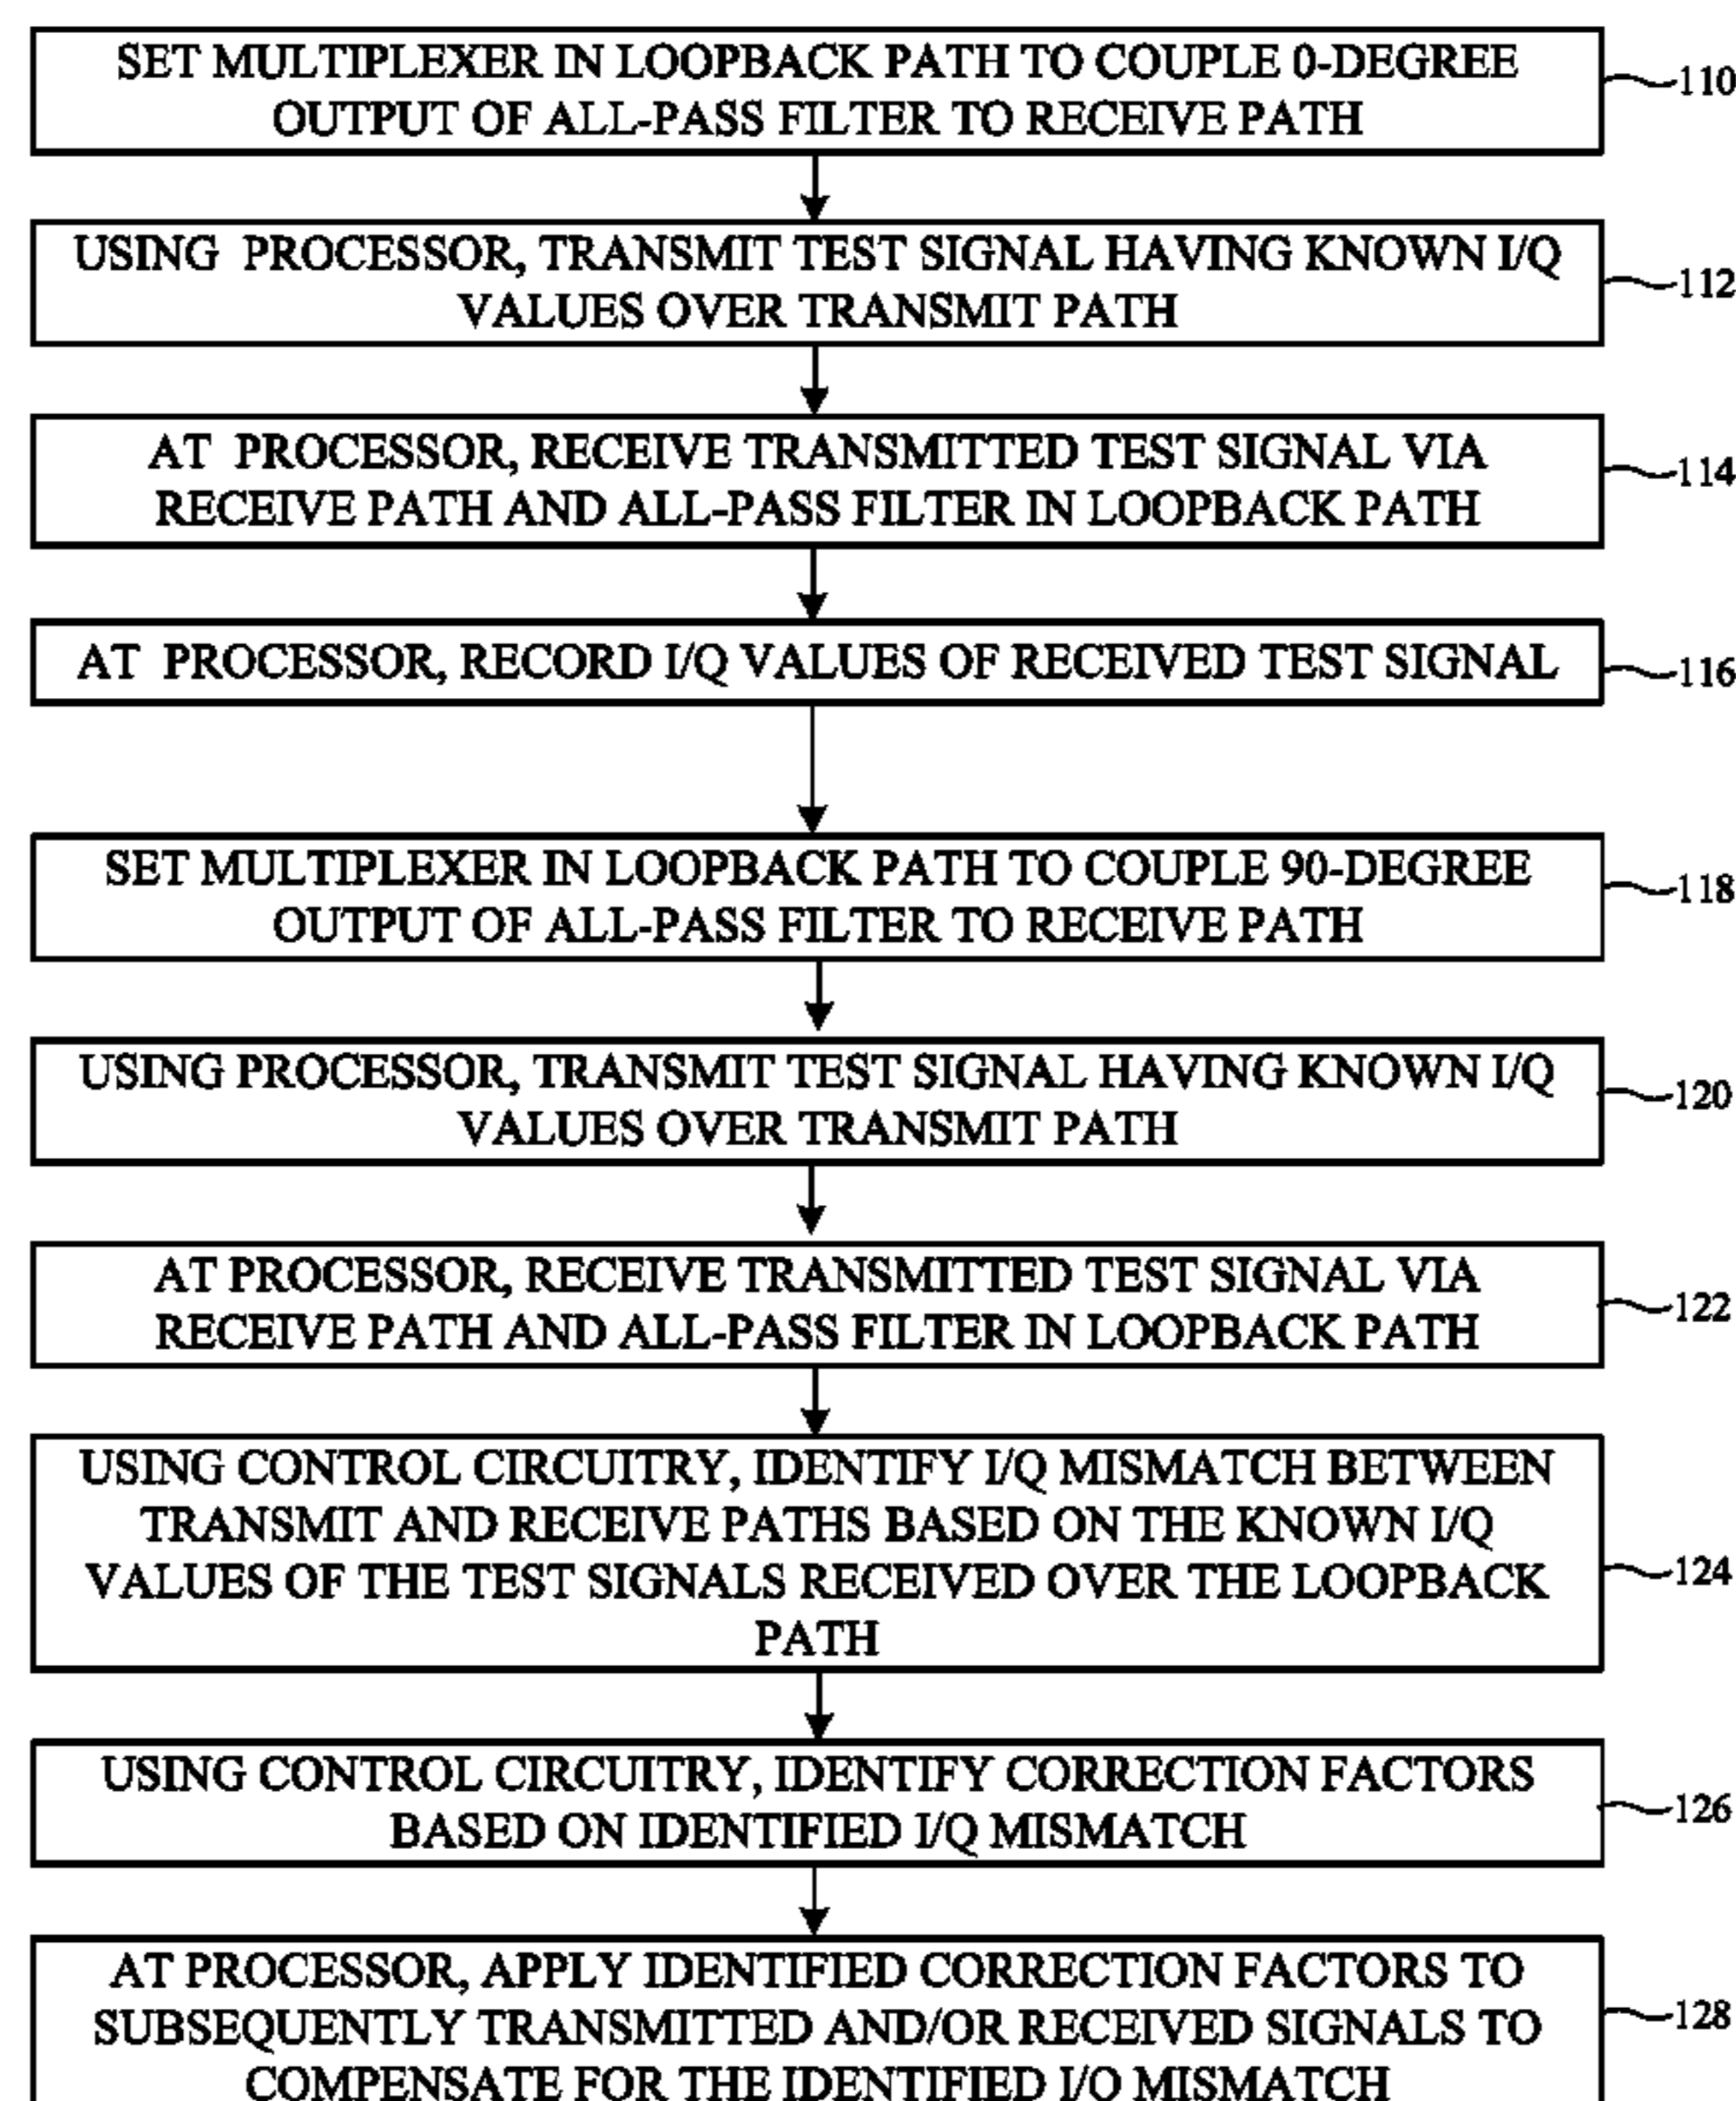 SET MULTIPLEXER IN LOOPBACK PATH TO COUPLE 0-DEGREE
OUTPUT OF ALL-PASS FILTER TO RECEIVE PATH
110
USING PROCESSOR, TRANSMIT TEST SIGNAL HAVING KNOWN I/Q
VALUES OVER TRANSMIT PATH
112
AT PROCESSOR, RECEIVE TRANSMITTED TEST SIGNAL VIA
RECEIVE PATH AND ALL-PASS FILTER IN LOOPBACK PATH
114
AT PROCESSOR, RECORD I/Q VALUES OF RECEIVED TEST SIGNAL
116
SET MULTIPLEXER IN LOOPBACK PATH TO COUPLE 90-DEGREE
OUTPUT OF ALL-PASS FILTER TO RECEIVE PATH
118
USING PROCESSOR, TRANSMIT TEST SIGNAL HAVING KNOWN I/Q
VALUES OVER TRANSMIT PATH
120
AT PROCESSOR, RECEIVE TRANSMITTED TEST SIGNAL VIA
RECEIVE PATH AND ALL-PASS FILTER IN LOOPBACK PATH
122
USING CONTROL CIRCUITRY, IDENTIFY I/Q MISMATCH BETWEEN
TRANSMIT AND RECEIVE PATHS BASED ON THE KNOWN I/Q
VALUES OF THE TEST SIGNALS RECEIVED OVER THE LOOPBACK
PATH
124
USING CONTROL CIRCUITRY, IDENTIFY CORRECTION FACTORS
BASED ON IDENTIFIED I/Q MISMATCH
126
AT PROCESSOR, APPLY IDENTIFIED CORRECTION FACTORS TO
SUBSEQUENTLY TRANSMITTED AND/OR RECEIVED SIGNALS TO
COMPENSATE FOR THE IDENTIFIED I/Q MISMATCH
128